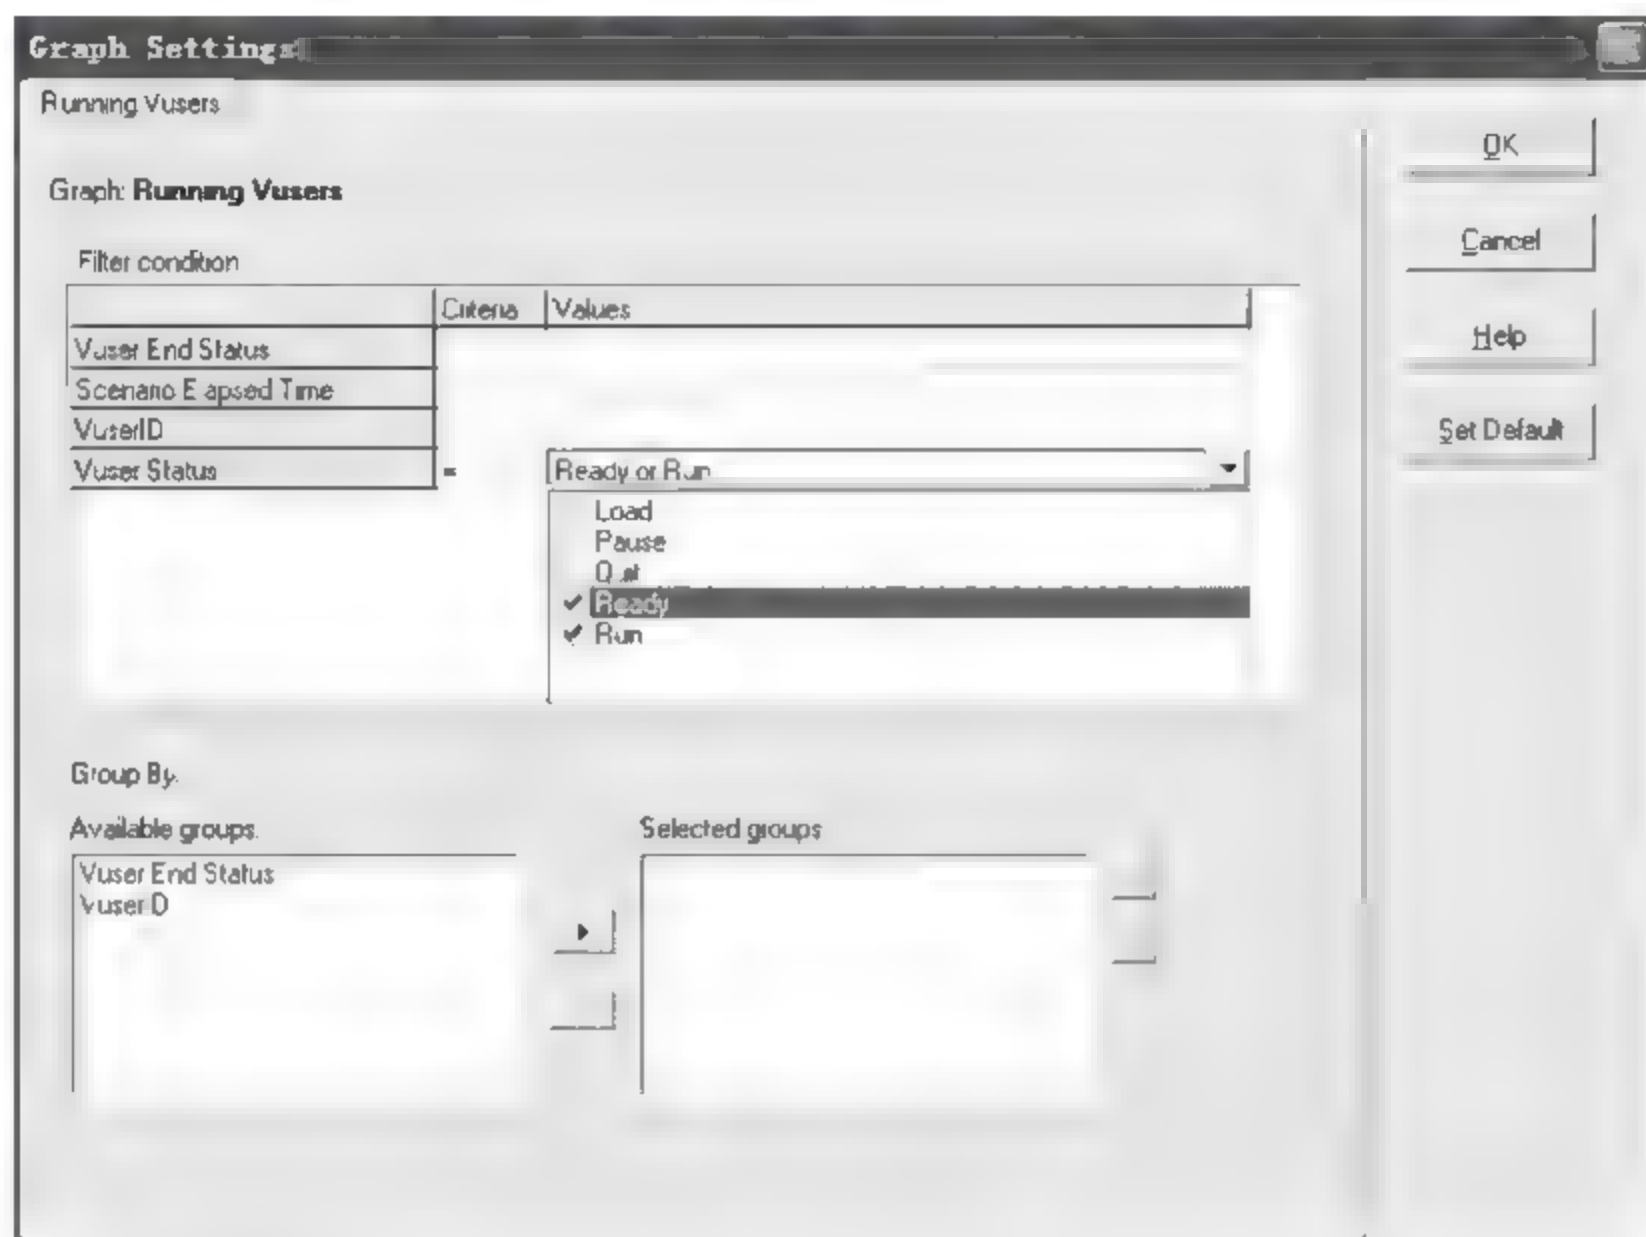 Graph Settings
Running Vusers
Graph: Running Vusers
Filter condition
Criteria Values
Vuser End Status
Scenario Elapsed Time
VuserID
Vuser Status = Ready or Run
Load
Pause
Quit
Ready
Run
Group By:
Available groups: Selected groups
Vuser End Status
VuserID
OK
Cancel
Help
Set Default